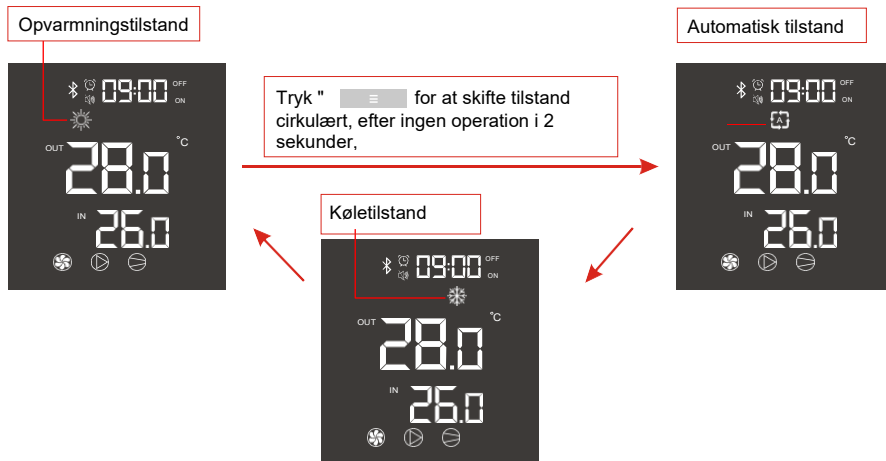 Opvarmningstilstand
09:00 OFF
ON
OUT 28.0 °C
IN 26.0
Tryk " ≡ for at skifte tilstand
cirkulært, efter ingen operation i 2
sekunder,
Automatisk tilstand
09:00 OFF
ON
A
OUT 28.0 °C
IN 26.0
Køletilstand
09:00 OFF
ON
OUT 28.0 °C
IN 26.0